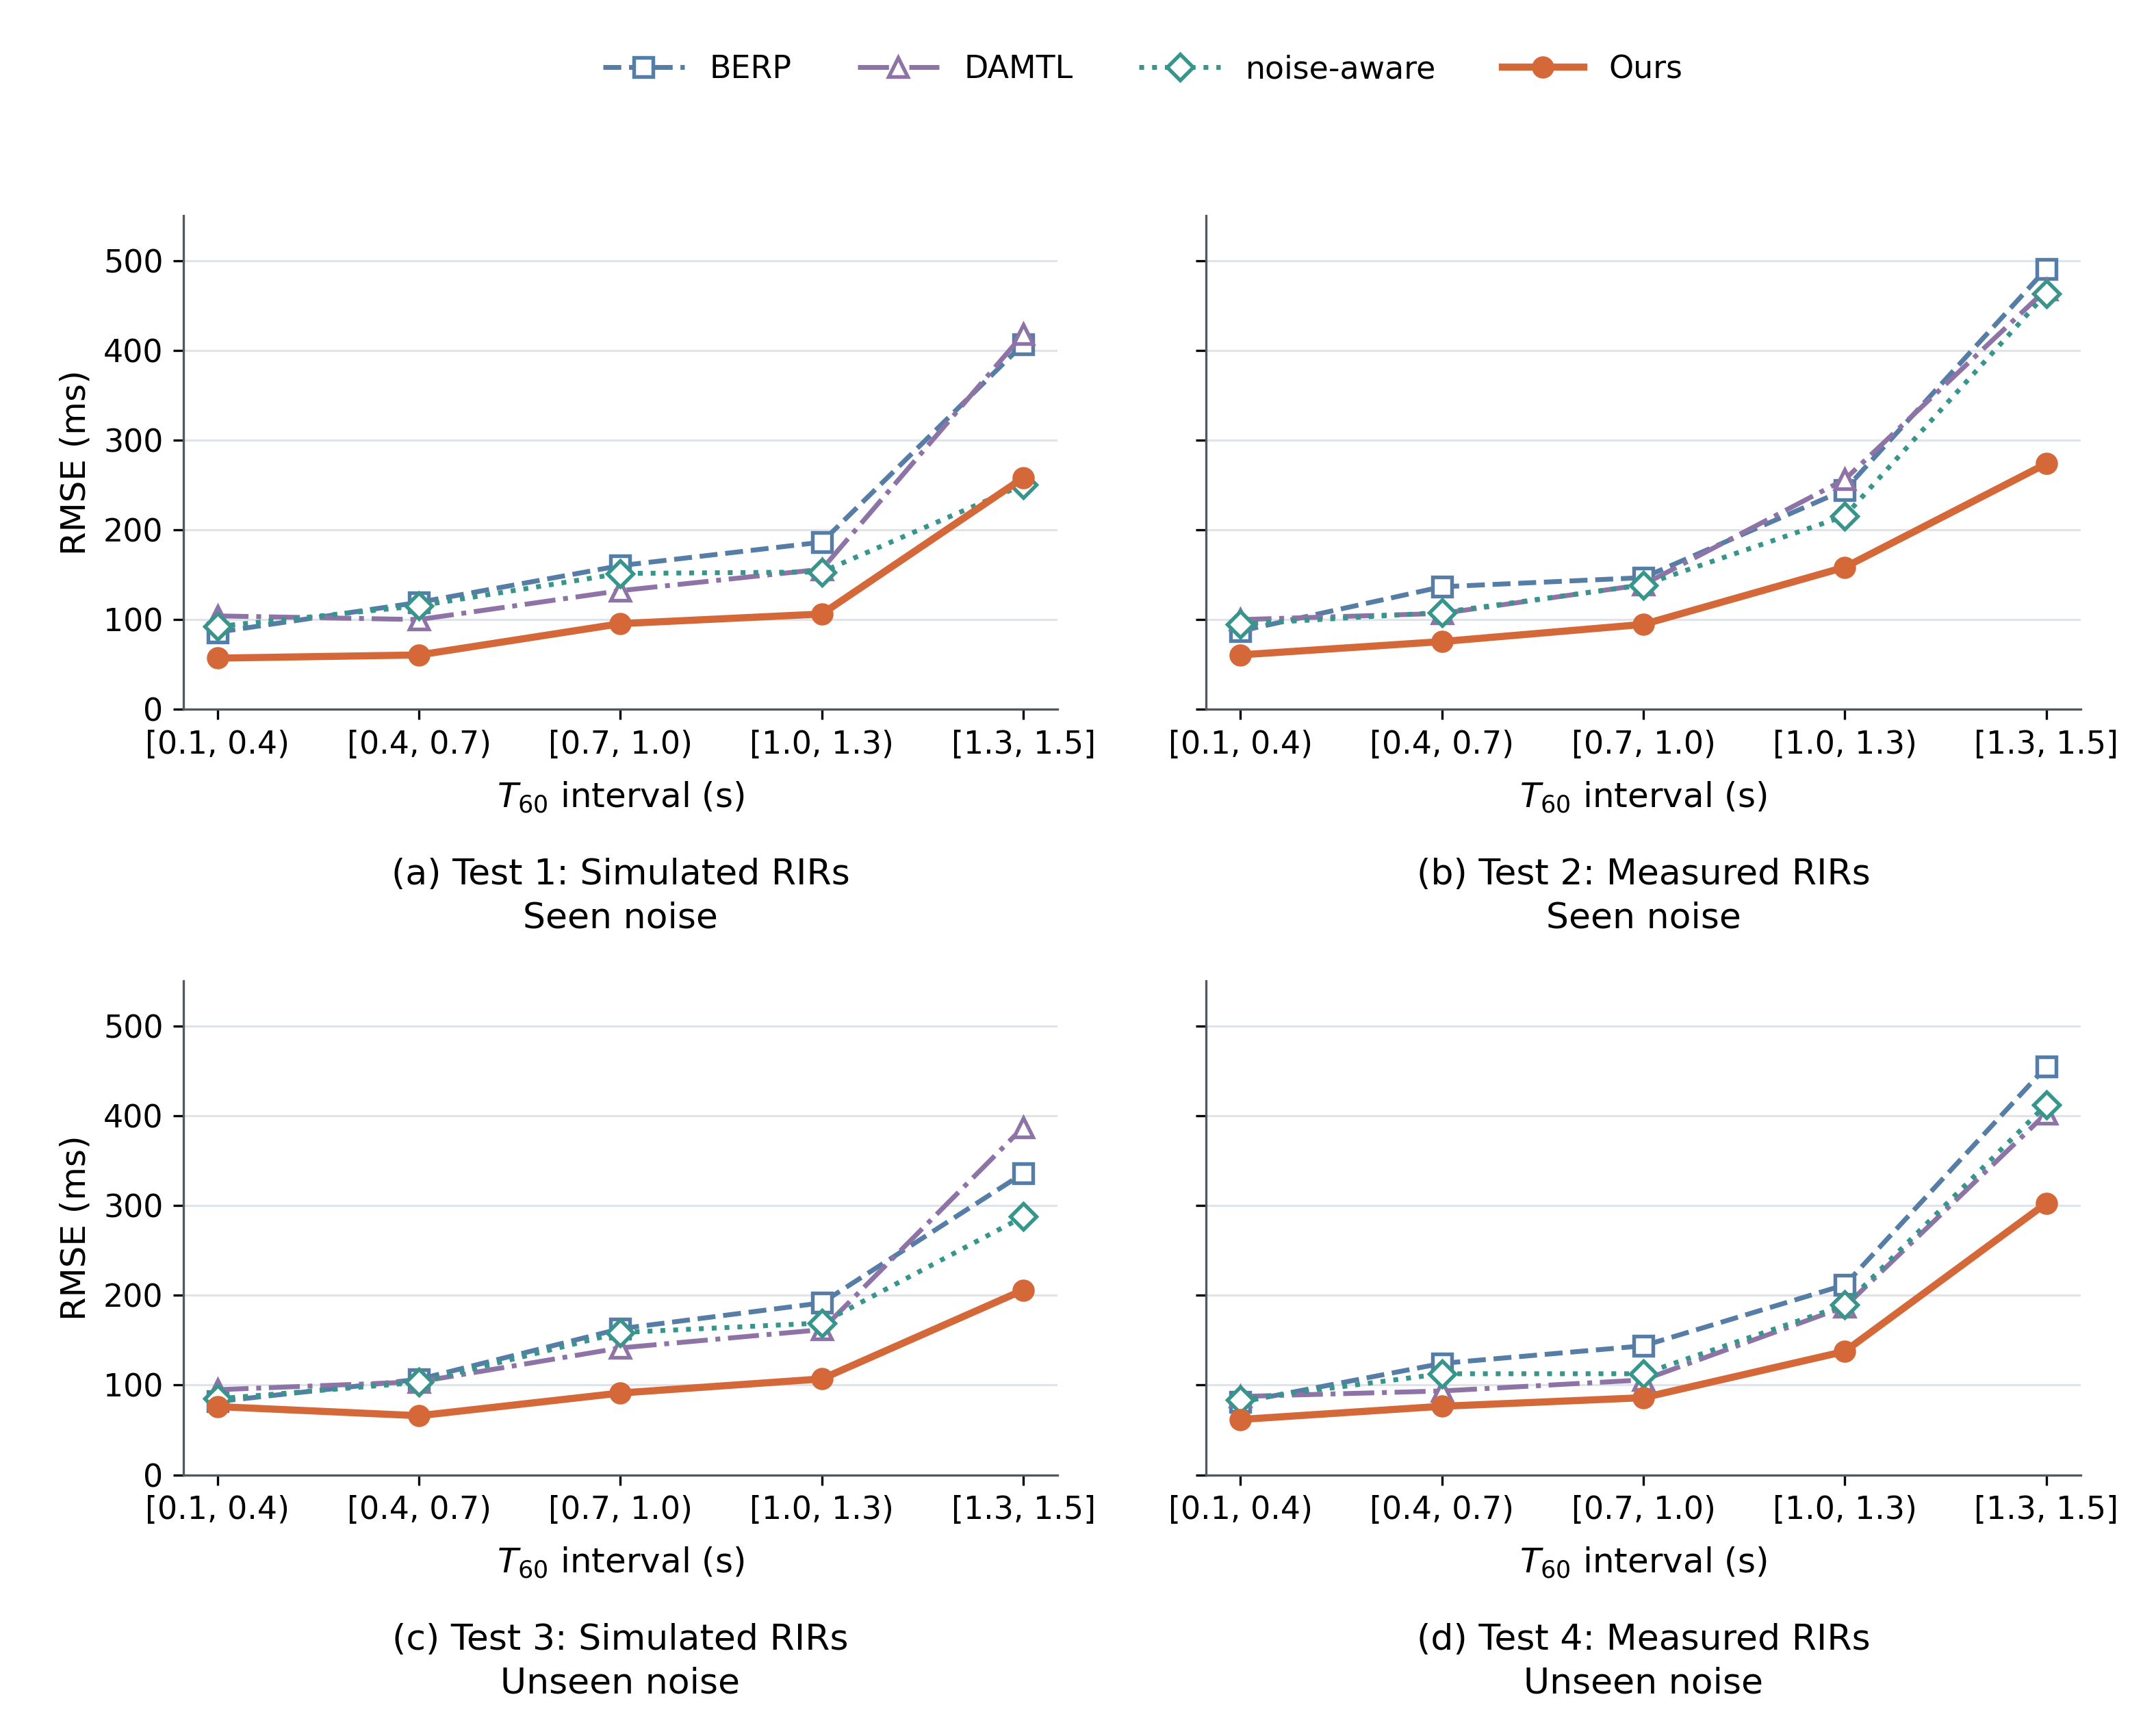 BERP DAMTL noise-aware Ours
500
400
300
200
100
0
RMSE (ms)
[0.1, 0.4) [0.4, 0.7) [0.7, 1.0) [1.0, 1.3) [1.3, 1.5]
T60 interval (s)
(a) Test 1: Simulated RIRs
Seen noise
[0.1, 0.4) [0.4, 0.7) [0.7, 1.0) [1.0, 1.3) [1.3, 1.5]
T60 interval (s)
(b) Test 2: Measured RIRs
Seen noise
500
400
300
200
100
0
RMSE (ms)
[0.1, 0.4) [0.4, 0.7) [0.7, 1.0) [1.0, 1.3) [1.3, 1.5]
T60 interval (s)
(c) Test 3: Simulated RIRs
Unseen noise
[0.1, 0.4) [0.4, 0.7) [0.7, 1.0) [1.0, 1.3) [1.3, 1.5]
T60 interval (s)
(d) Test 4: Measured RIRs
Unseen noise